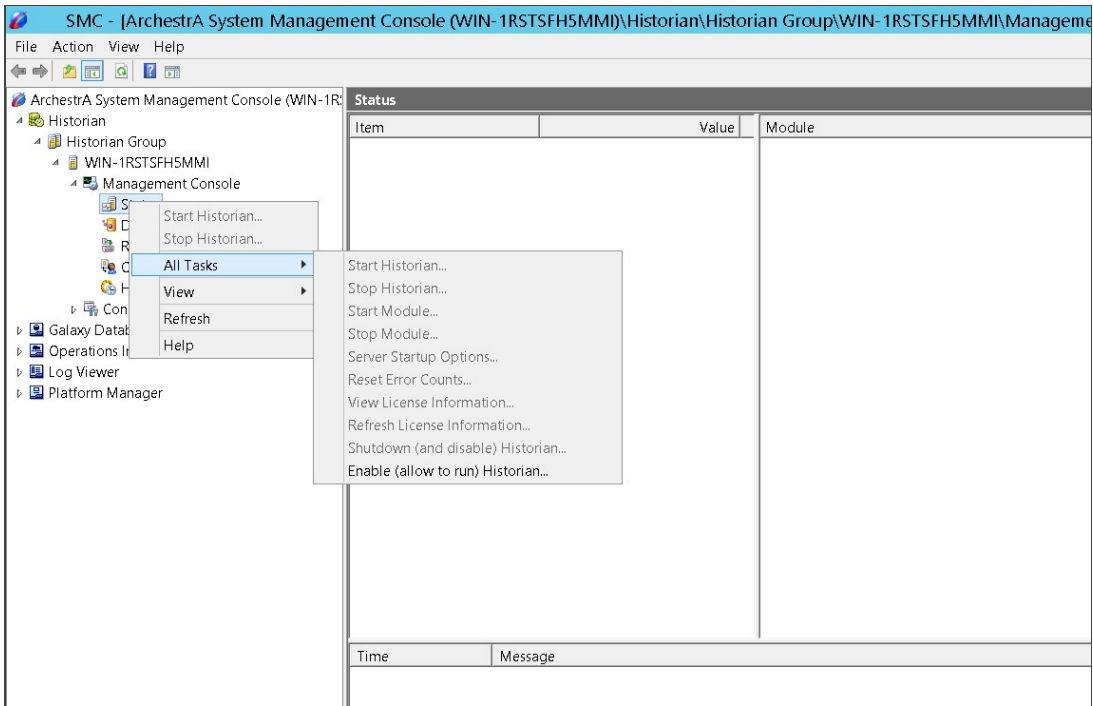 SMC - [ArchestrA System Management Console (WIN-1RSTSFH5MMI)\Historian\Historian Group\WIN-1RSTSFH5MMI\Manageme
File Action View Help
ArchestrA System Management Console (WIN-1R
Historian
Historian Group
WIN-1RSTSFH5MMI
Management Console
S
D
R
C
H
Con
Galaxy Datab
Operations In
Log Viewer
Platform Manager
Start Historian...
Stop Historian...
All Tasks
View
Refresh
Help
Start Historian...
Stop Historian...
Start Module...
Stop Module...
Server Startup Options...
Reset Error Counts...
View License Information...
Refresh License Information...
Shutdown (and disable) Historian...
Enable (allow to run) Historian...
Status
Item Value Module
Time Message